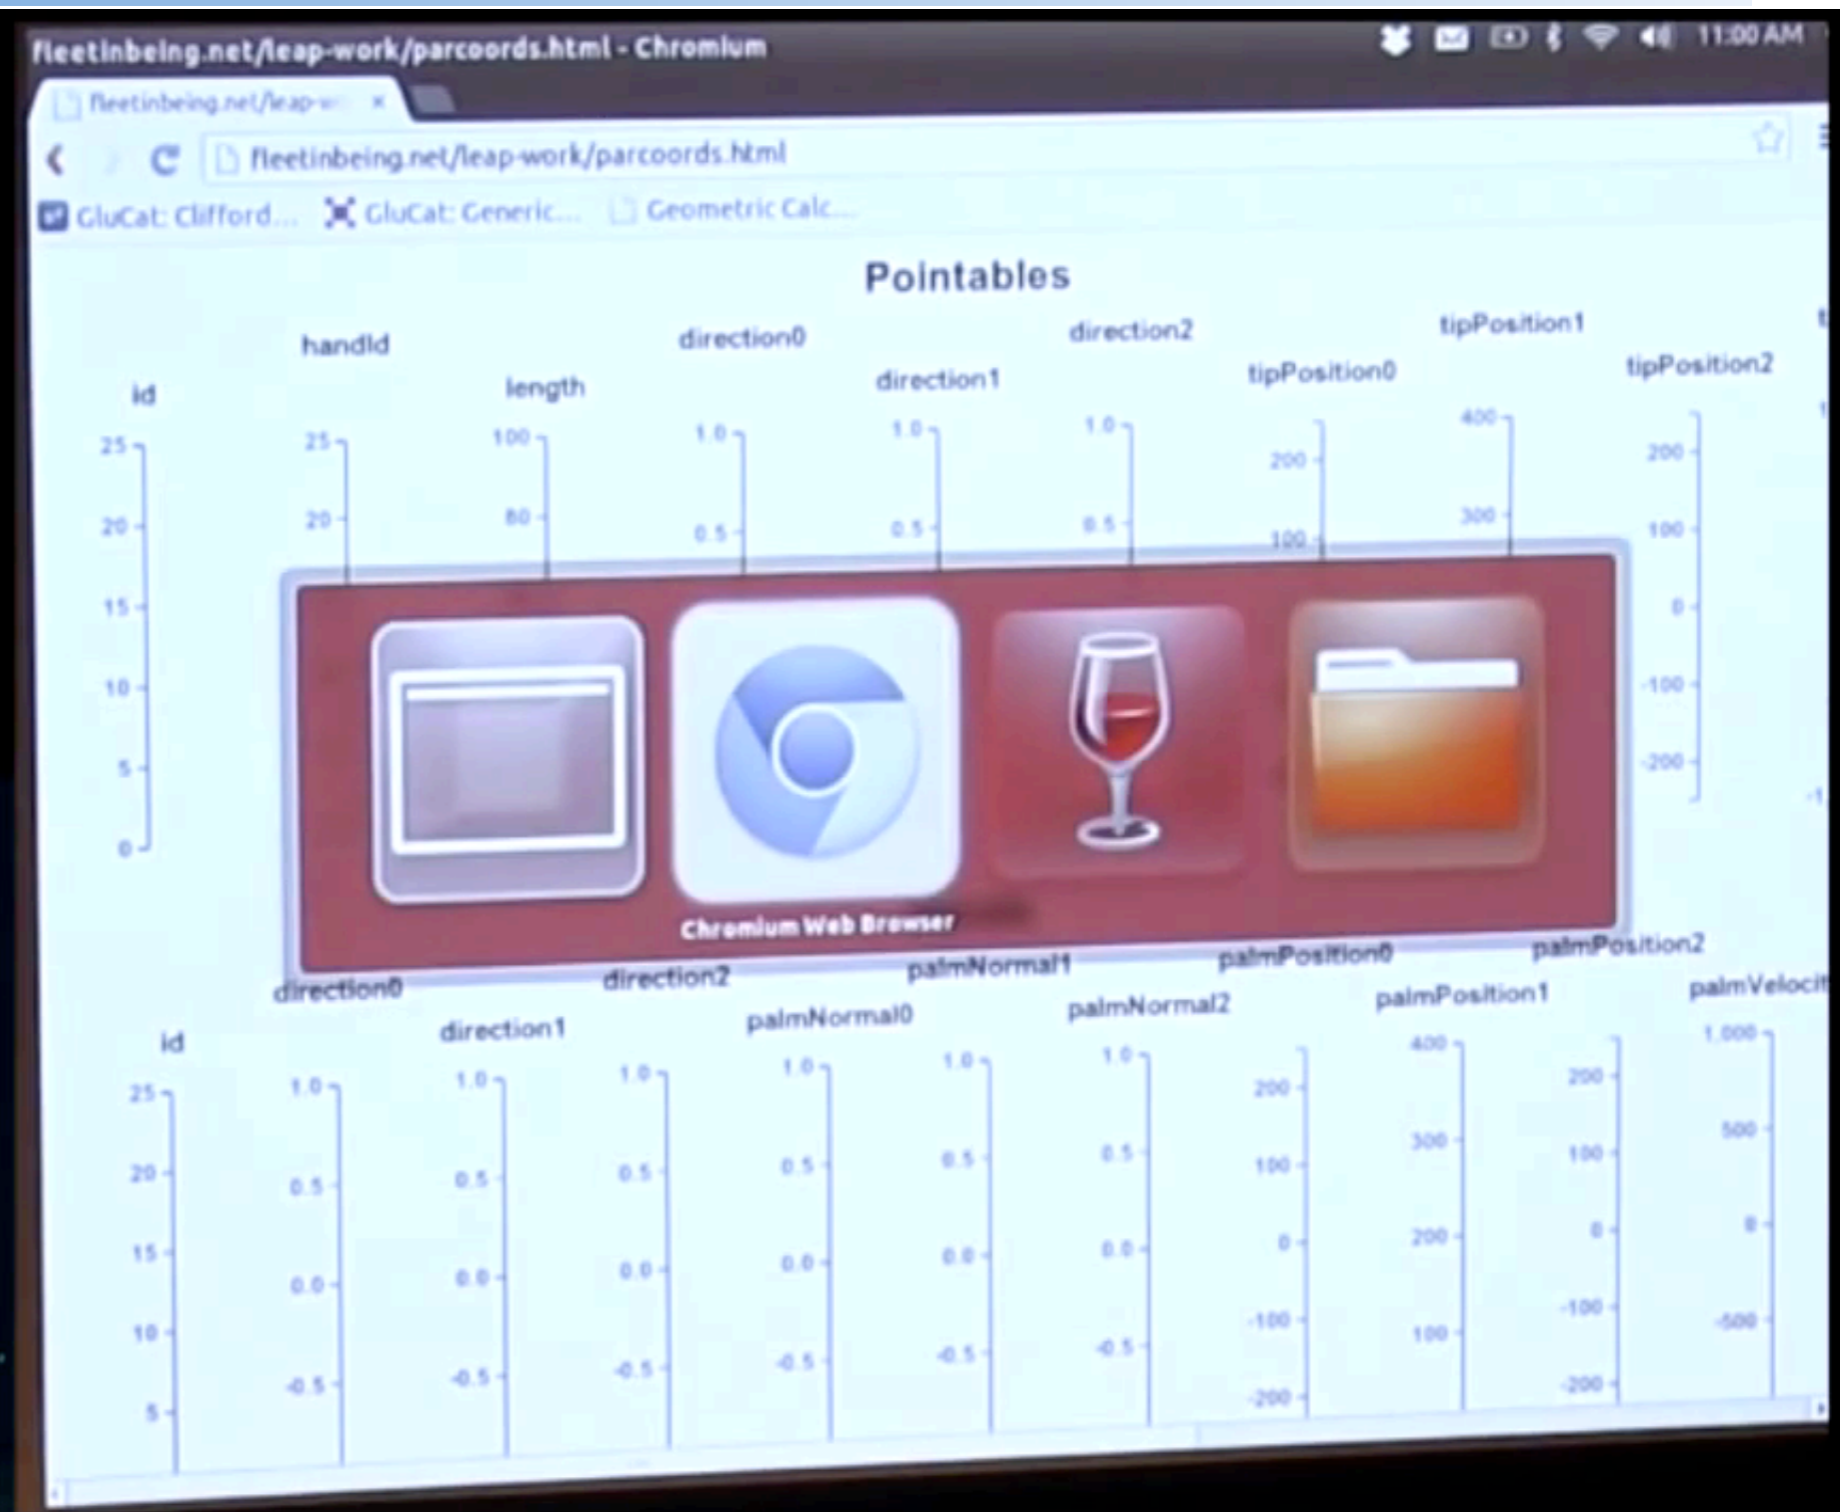 fleetinbeing.net/leap-work/parcoords.html - Chromium 11:00 AM
fleetinbeing.net/leap-w
fleetinbeing.net/leap-work/parcoords.html
GluCat: Clifford... GluCat: Generic... Geometric Calc...
Pointables
handId direction0 direction2 tipPosition1
id length direction1 tipPosition0 tipPosition2
25 25 100 1.0 1.0 1.0 400
20 20 80 0.5 0.5 0.5 200 300 200
100 100
15 0
10 -100
5 -200
0
Chromium Web Browser
direction0 direction2 palmNormal1 palmPosition0 palmPosition2
id direction1 palmNormal0 palmNormal2 palmPosition1 palmVelocit
25 1.0 1.0 1.0 1.0 1.0 1.0 200 400 200 1,000
20 0.5 0.5 0.5 0.5 0.5 0.5 100 300 100 500
15 0.0 0.0 0.0 0.0 0.0 0.0 0 200 0 0
10 -0.5 -0.5 -0.5 -0.5 -0.5 -0.5 -100 100 -100 -500
5 -200 -200